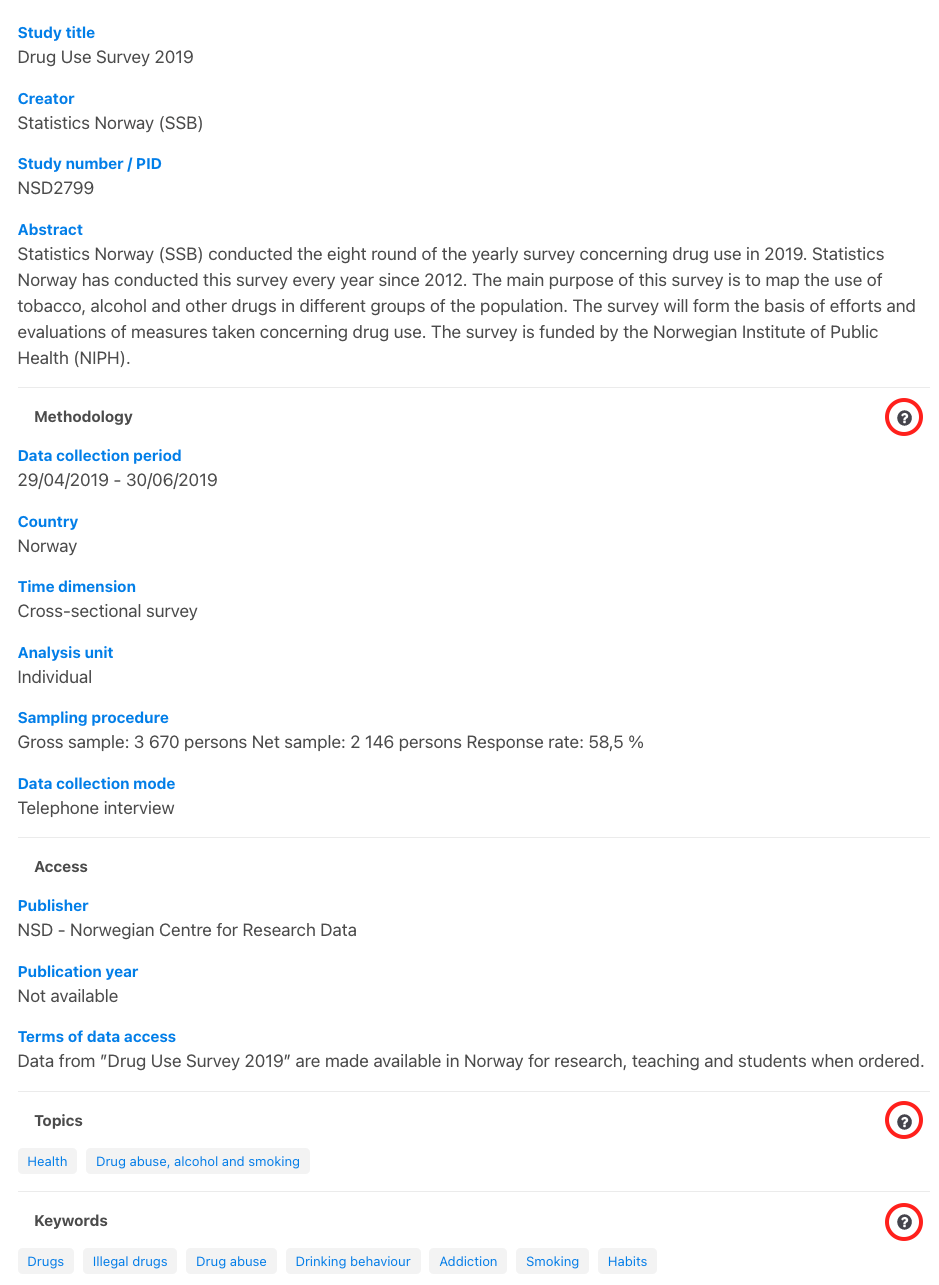 Study title
Drug Use Survey 2019
Creator
Statistics Norway (SSB)
Study number / PID
NSD2799
Abstract
Statistics Norway (SSB) conducted the eight round of the yearly survey concerning drug use in 2019. Statistics
Norway has conducted this survey every year since 2012. The main purpose of this survey is to map the use of
tobacco, alcohol and other drugs in different groups of the population. The survey will form the basis of efforts and
evaluations of measures taken concerning drug use. The survey is funded by the Norwegian Institute of Public
Health (NIPH).
Methodology ?
Data collection period
29/04/2019 - 30/06/2019
Country
Norway
Time dimension
Cross-sectional survey
Analysis unit
Individual
Sampling procedure
Gross sample: 3 670 persons Net sample: 2 146 persons Response rate: 58,5 %
Data collection mode
Telephone interview
Access
Publisher
NSD - Norwegian Centre for Research Data
Publication year
Not available
Terms of data access
Data from ”Drug Use Survey 2019” are made available in Norway for research, teaching and students when ordered.
Topics ?
Health Drug abuse, alcohol and smoking
Keywords ?
Drugs Illegal drugs Drug abuse Drinking behaviour Addiction Smoking Habits